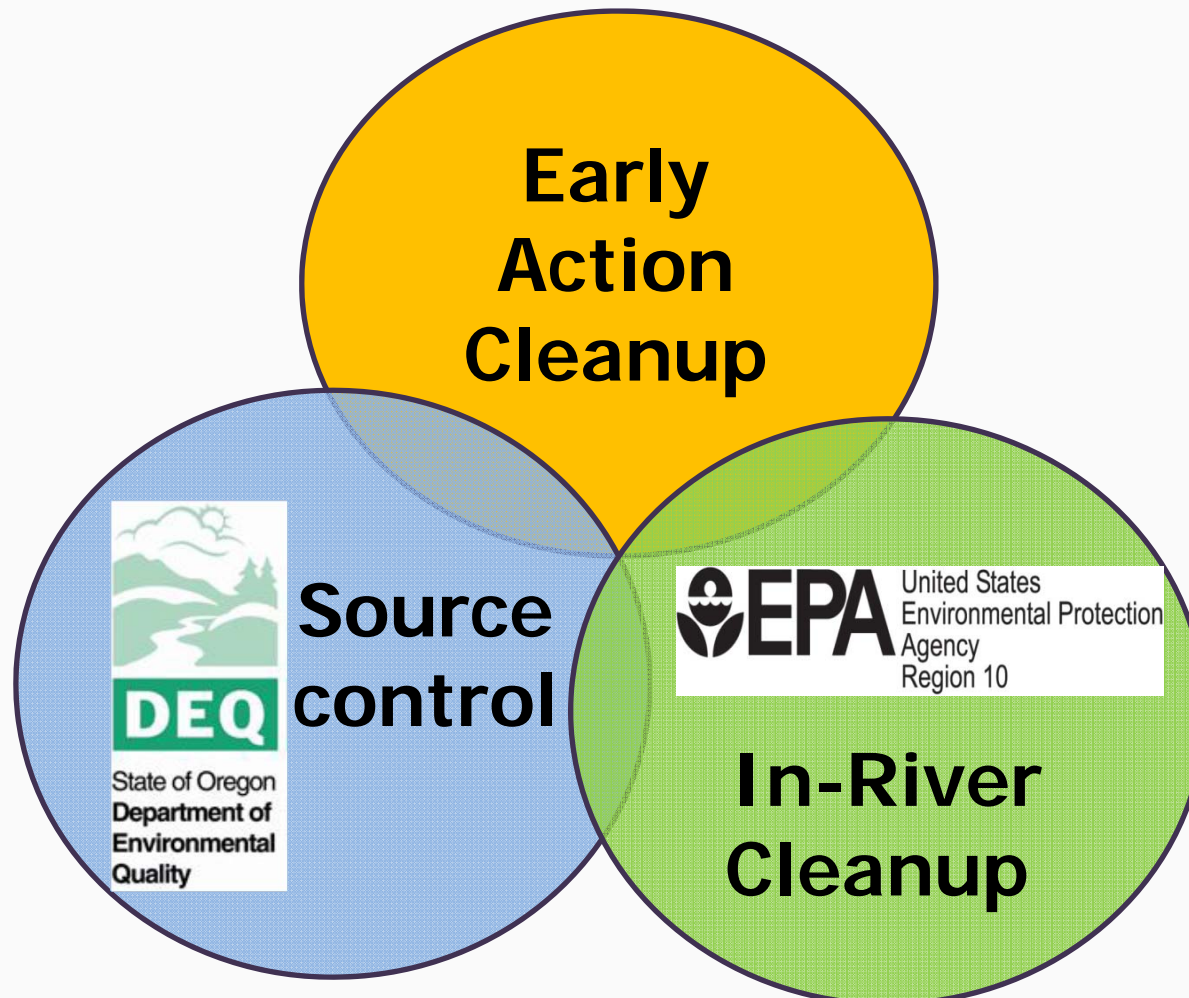 Early
Action
Cleanup
Source
control
DEQ
State of Oregon
Department of
Environmental
Quality
EPA
United States
Environmental Protection
Agency
Region 10
In-River
Cleanup